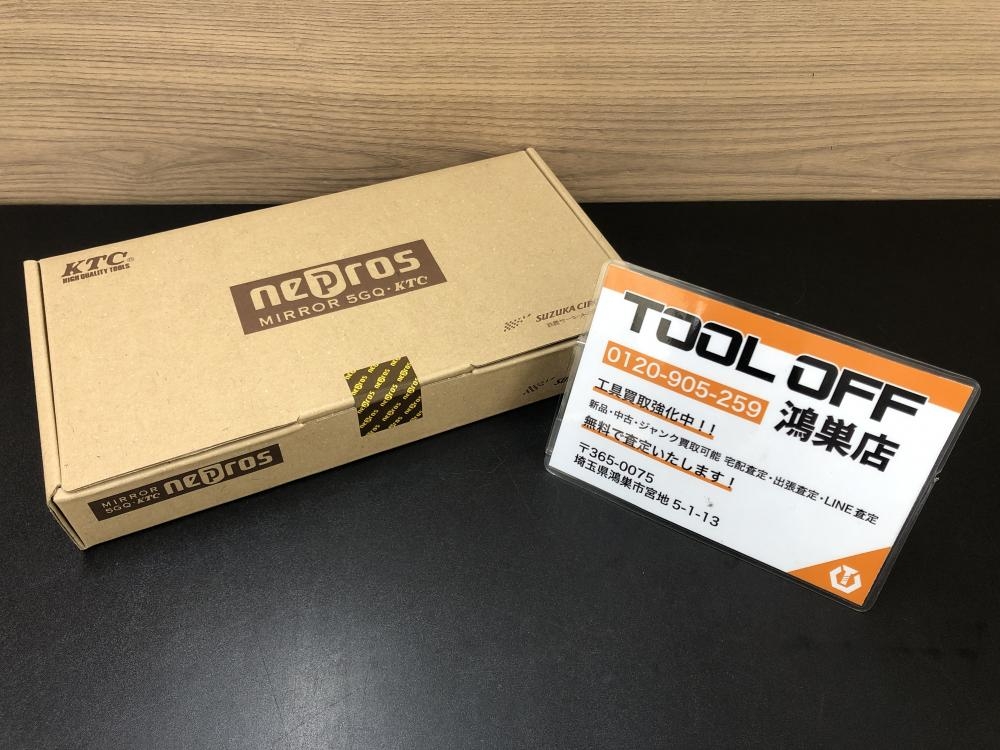 KTC®
HIGH QUALITY TOOLS
nepros
MIRROR 5GQ・KTC
SUZUKA CIR
nepros
nepros
nepros
MIRROR
5GQ・KTC
nepros
TOOL OFF
0120-905-259
鴻巣店
工具買取強化中!!
新品・中古・ジャンク買取可能 宅配査定・出張査定・LINE査定
無料で査定いたします!
〒365-0075
埼玉県鴻巣市宮地 5-1-13